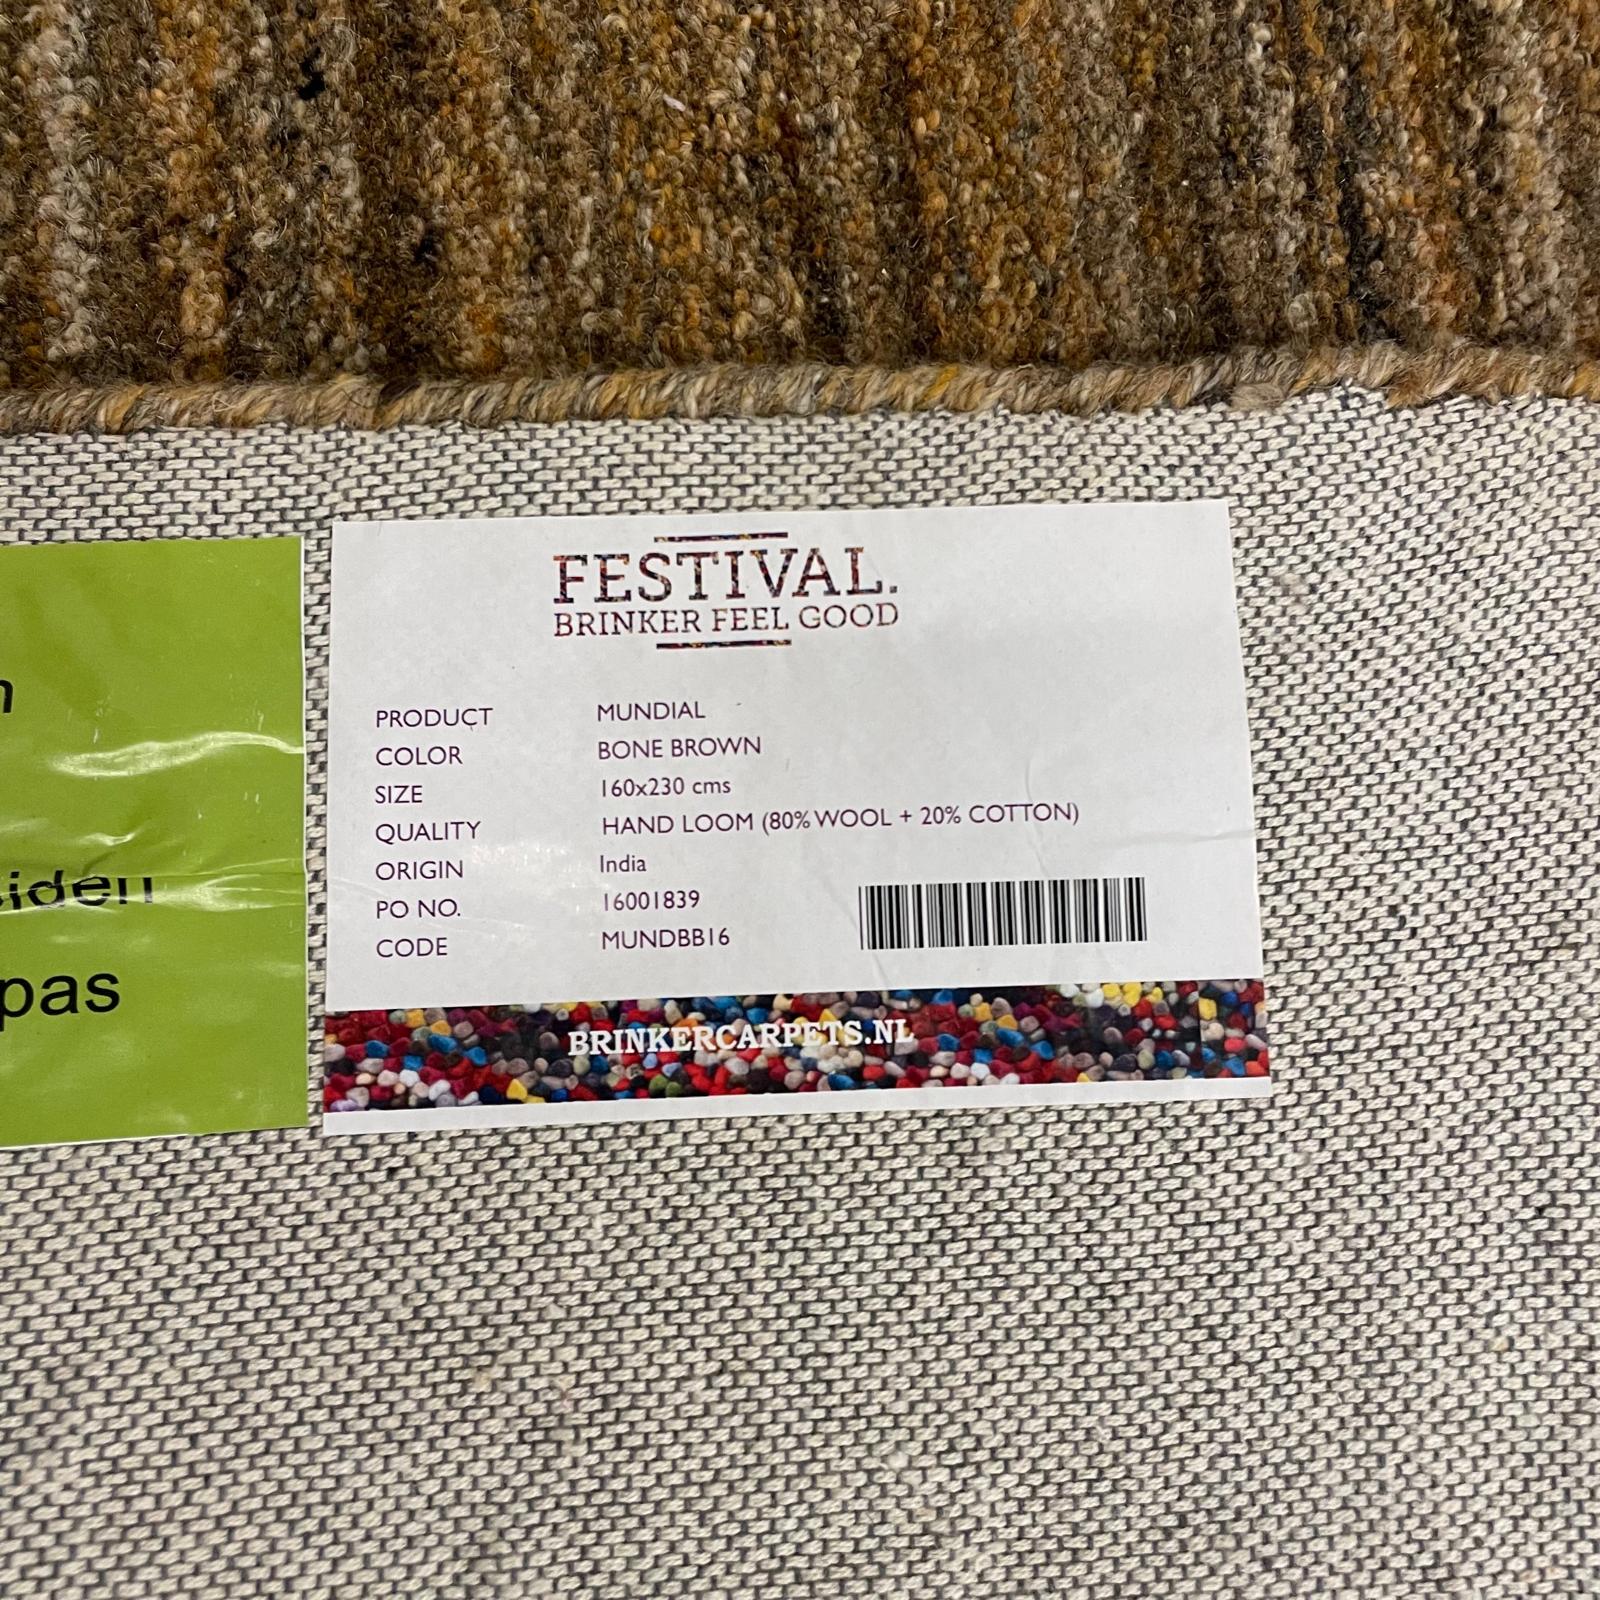 FESTIVAL.
BRINKER FEEL GOOD
PRODUCT MUNDIAL
COLOR BONE BROWN
SIZE 160x230 cms
QUALITY HAND LOOM (80% WOOL + 20% COTTON)
ORIGIN India
PO NO. 16001839
CODE MUNDBB16
BRINKERCARPETS.NL
pas